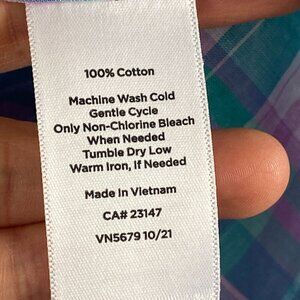 100% Cotton
Machine Wash Cold
Gentle Cycle
Only Non-Chlorine Bleach
When Needed
Tumble Dry Low
Warm Iron, If Needed
Made In Vietnam
CA# 23147
VN5679 10/21